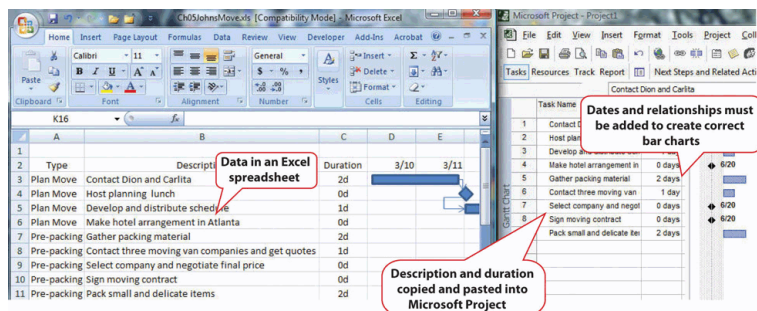 Ch05JohnsMove.xls [Compatibility Mode] - Microsoft Excel
Home Insert Page Layout Formulas Data Review View Developer Add-Ins Acrobat
Paste
Calibri 11
B I U A A
General
$ % ,
Styles
Insert
Delete
Format
Clipboard Font Alignment Number Cells Editing
K16 fx
A B C D E
1
2 Type Duration 3/10 3/11
3 Plan Move Contact Dion and Carlita 2d
4 Plan Move Host planning lunch 0d
5 Plan Move Develop and distribute schedule 1d
6 Plan Move Make hotel arrangement in Atlanta 0d
7 Pre-packing Gather packing material 2d
8 Pre-packing Contact three moving van companies and get quotes 1d
9 Pre-packing Select company and negotiate final price 0d
10 Pre-packing Sign moving contract 0d
11 Pre-packing Pack small and delicate items 2d
Data in an Excel
spreadsheet
Microsoft Project - Project1
File Edit View Insert Format Tools Project
Tasks Resources Track Report Next Steps and Related
Contact Dion and Carlita
Task Name
1 Contact
2 Host
3 Develop
4 Make hotel arrangement in 0 days 6/20
5 Gather packing material 2 days
6 Contact three moving van 1 day
7 Select company and 0 days 6/20
8 Sign moving contract 0 days 6/20
Pack small and delicate 2 days
Gantt Chart
Dates and relationships must
be added to create correct
bar charts
Description and duration
copied and pasted into
Microsoft Project